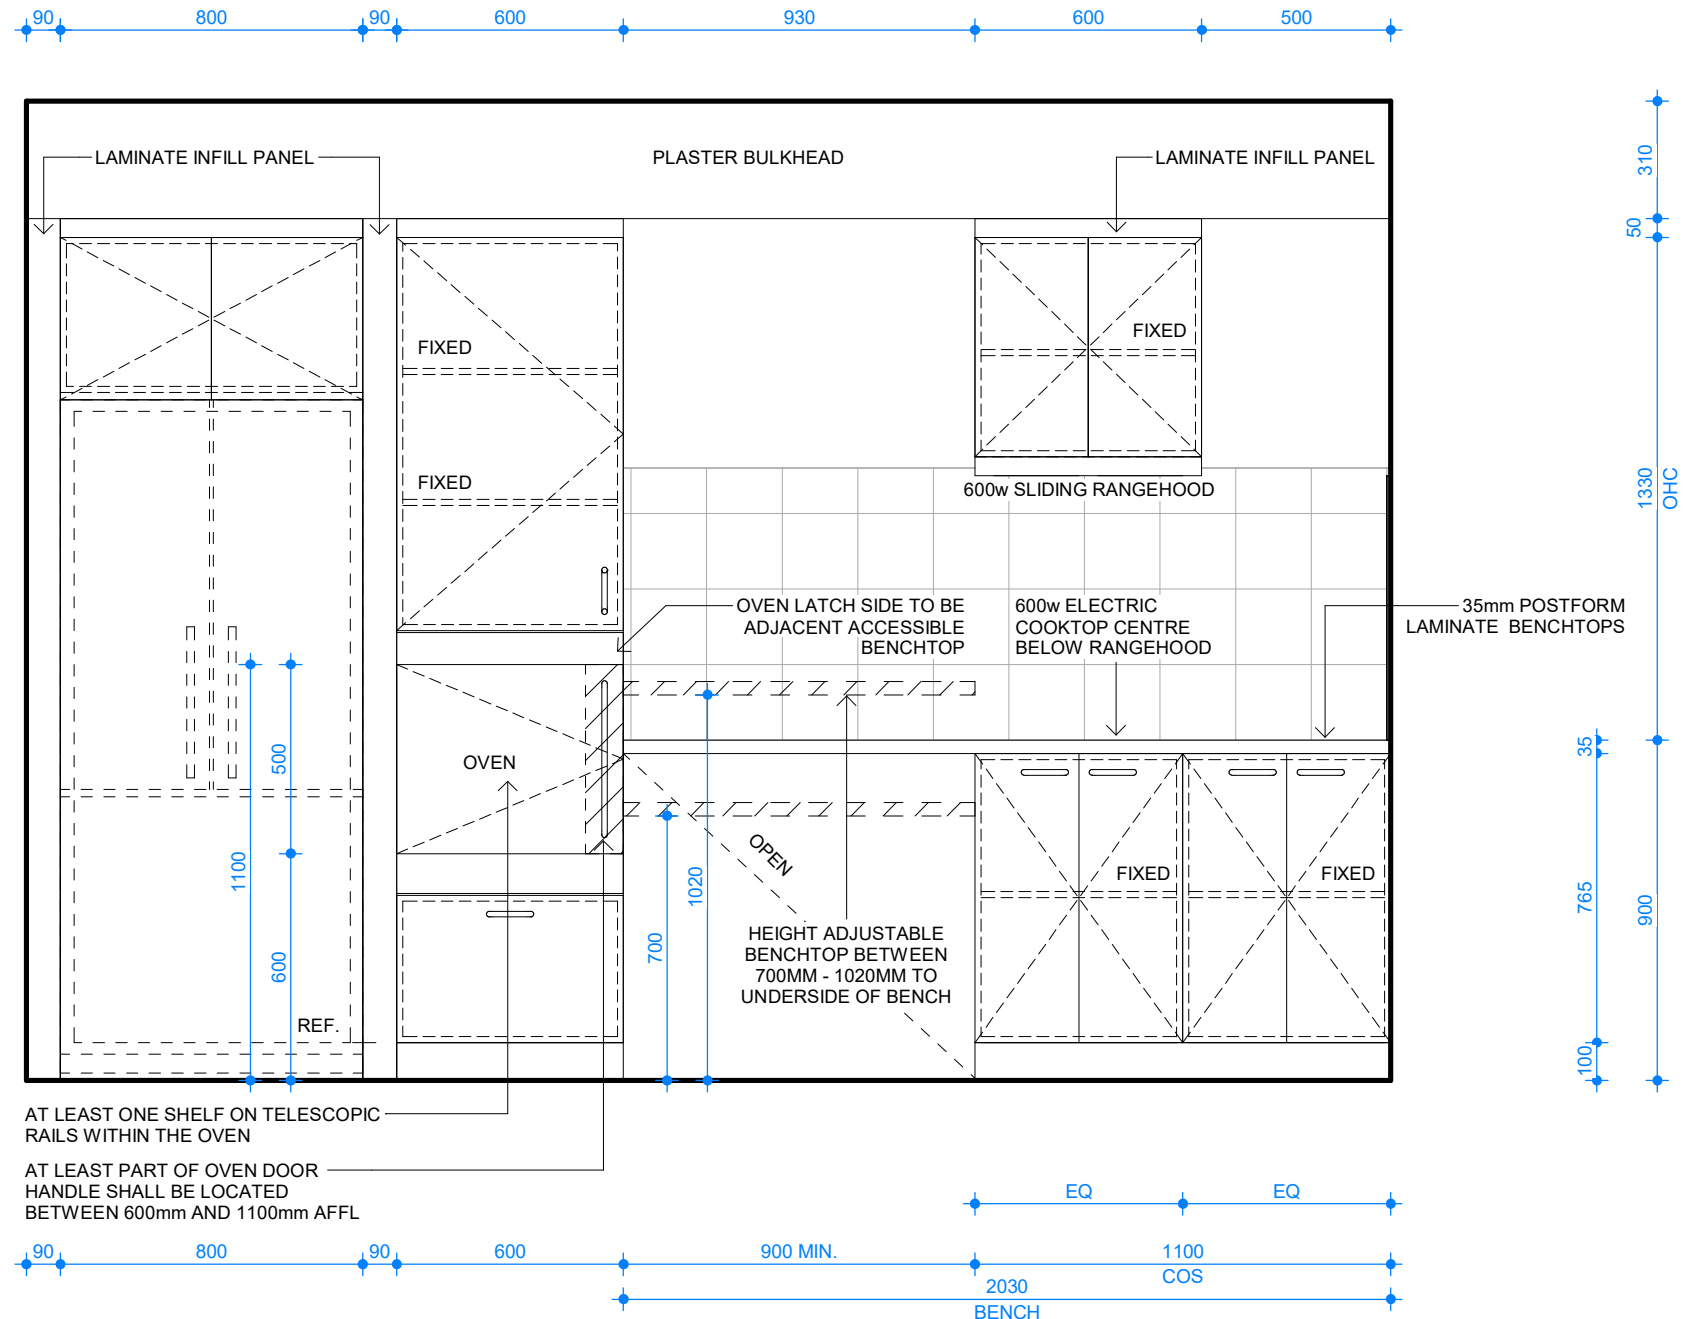 90 800 90 600 930 600 500
LAMINATE INFILL PANEL
PLASTER BULKHEAD
LAMINATE INFILL PANEL
310
50
FIXED
FIXED
FIXED
600w SLIDING RANGEHOOD
1330
OHC
OVEN LATCH SIDE TO BE
ADJACENT ACCESSIBLE
BENCHTOP
600w ELECTRIC
COOKTOP CENTRE
BELOW RANGEHOOD
35mm POSTFORM
LAMINATE BENCHTOPS
OVEN
500
35
1100
600
OPEN
1020
700
FIXED
FIXED
765
900
HEIGHT ADJUSTABLE
BENCHTOP BETWEEN
700MM - 1020MM TO
UNDERSIDE OF BENCH
REF.
100
AT LEAST ONE SHELF ON TELESCOPIC
RAILS WITHIN THE OVEN
AT LEAST PART OF OVEN DOOR
HANDLE SHALL BE LOCATED
BETWEEN 600mm AND 1100mm AFFL
EQ EQ
90 800 90 600 900 MIN. 1100
COS
2030
BENCH